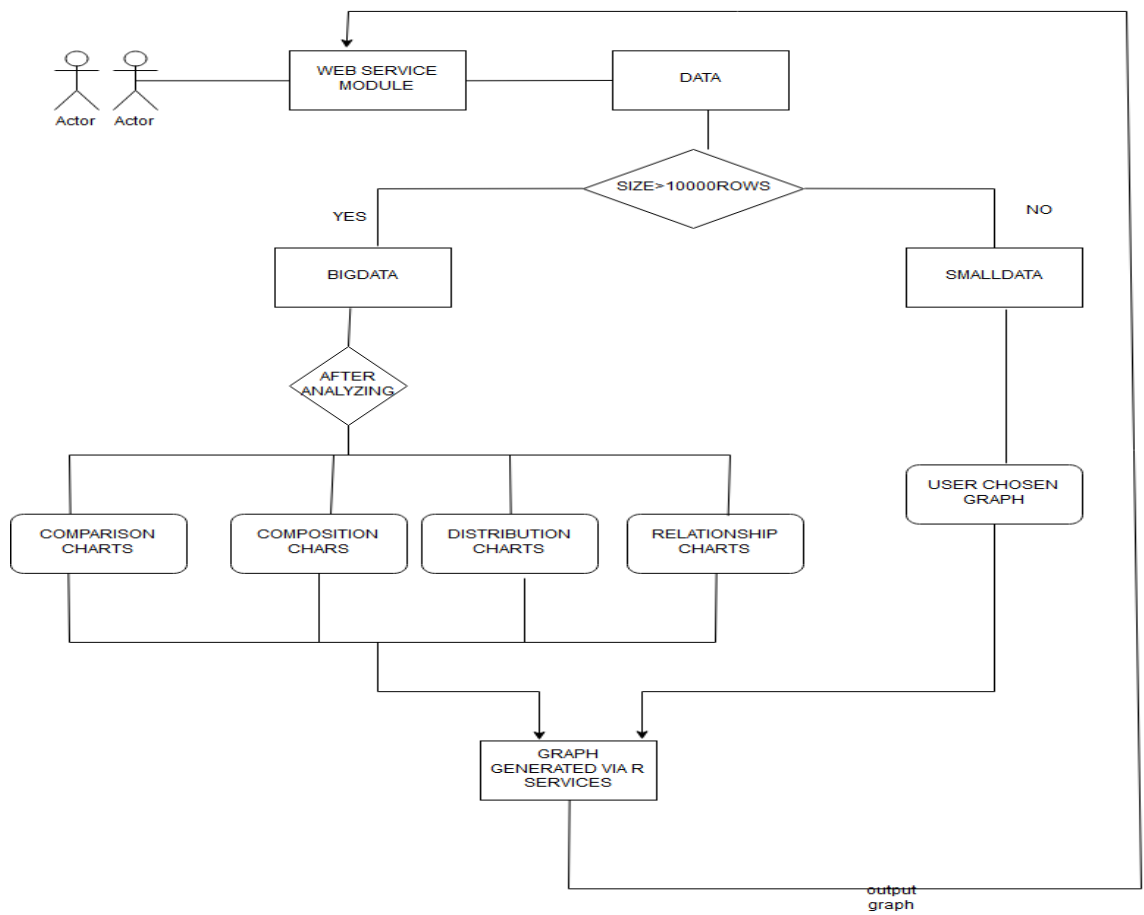 WEB SERVICE
MODULE
DATA
Actor
Actor
SIZE>10000ROWS
YES
NO
BIGDATA
SMALLDATA
AFTER
ANALYZING
USER CHOSEN
GRAPH
COMPARISON
CHARTS
COMPOSITION
CHARS
DISTRIBUTION
CHARTS
RELATIONSHIP
CHARTS
GRAPH
GENERATED VIA R
SERVICES
output
graph